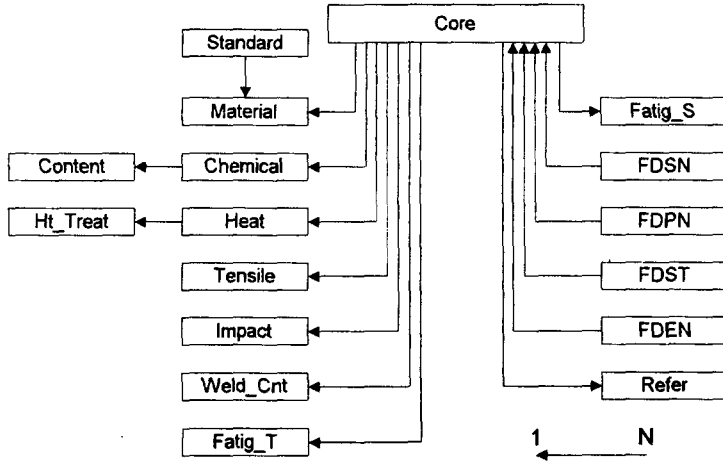 Core
Standard
Material
Fatig_S
Content
Chemical
FDSN
Ht_Treat
Heat
FDPN
Tensile
FDST
Impact
FDEN
Weld_Cnt
Refer
Fatig_T
1 N